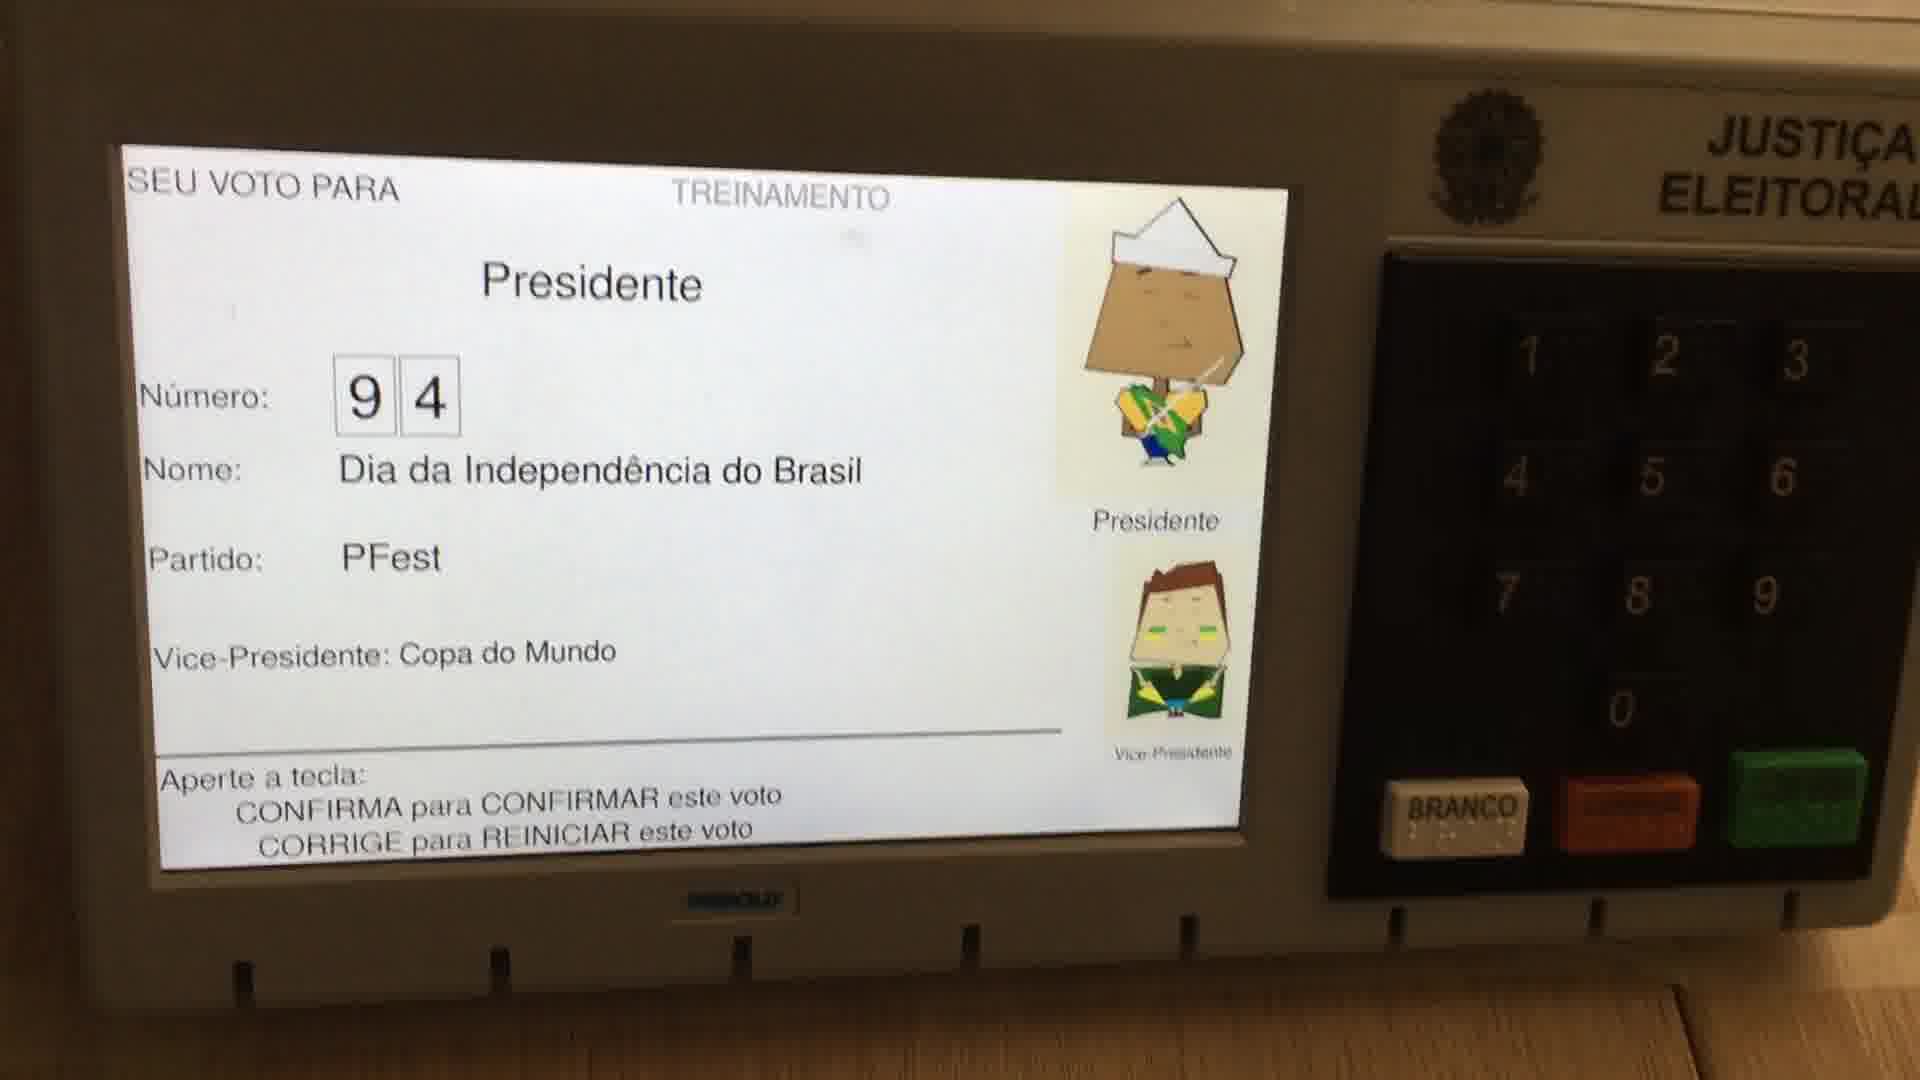 SEU VOTO PARA
TREINAMENTO
Presidente
Número: 94
Nome: Dia da Independência do Brasil
Partido: PFest
Vice-Presidente: Copa do Mundo
Presidente
Vice-Presidente
Aperte a tecla:
CONFIRMA para CONFIRMAR este voto
CORRIGE para REINICIAR este voto
JUSTIÇA
ELEITORAL
1 2 3
4 5 6
7 8 9
0
BRANCO